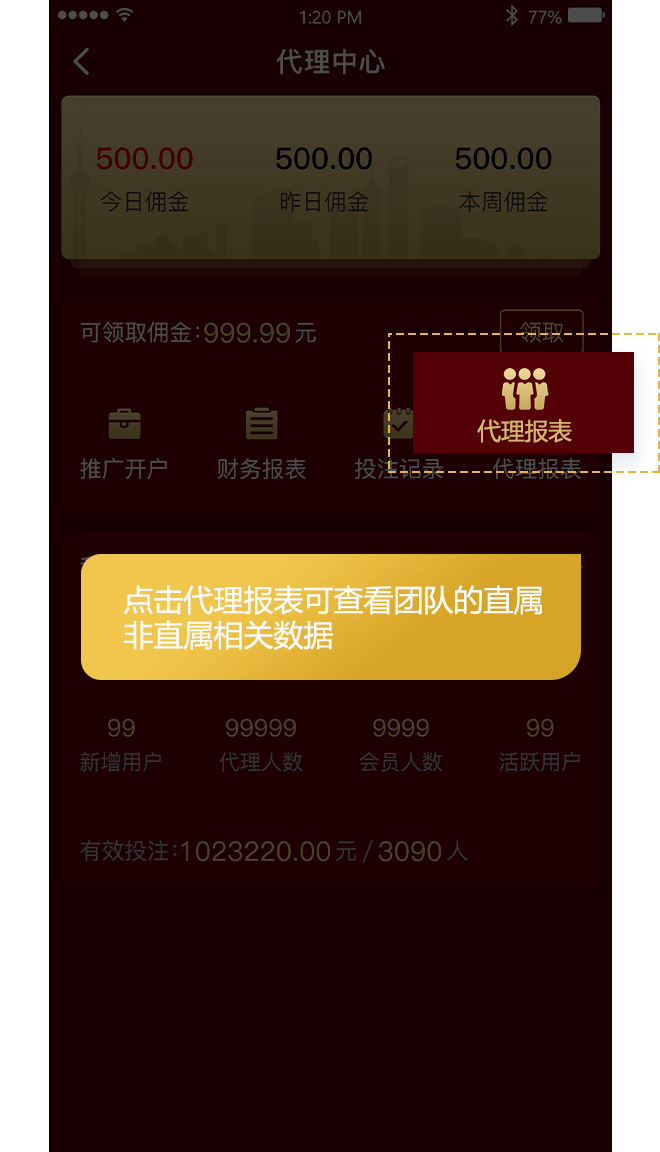 1:20 PM 77%
代理中心
500.00 500.00 500.00
今日佣金 昨日佣金 本周佣金
可领取佣金:999.99元 领取
代理报表
推广开户 财务报表 投注记录 代理报表
点击代理报表可查看团队的直属
非直属相关数据
99 99999 9999 99
新增用户 代理人数 会员人数 活跃用户
有效投注:1023220.00元/3090人